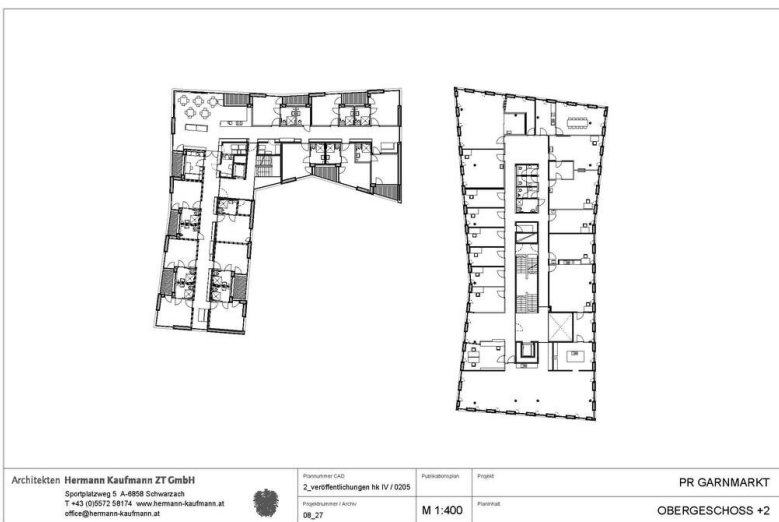 Architekten Hermann Kaufmann ZT GmbH
Sportplatzweg 5 A-6858 Schwarzach
T +43 (0)5572 58174 www.hermann-kaufmann.at
office@hermann-kaufmann.at
Plannummer CAD
2_veröffentlichungen hk IV / 0205
Projektnummer / Archiv
08_27
Publikationsplan
M 1:400
Projekt
PR GARNMARKT
Planinhalt
OBERGESCHOSS +2